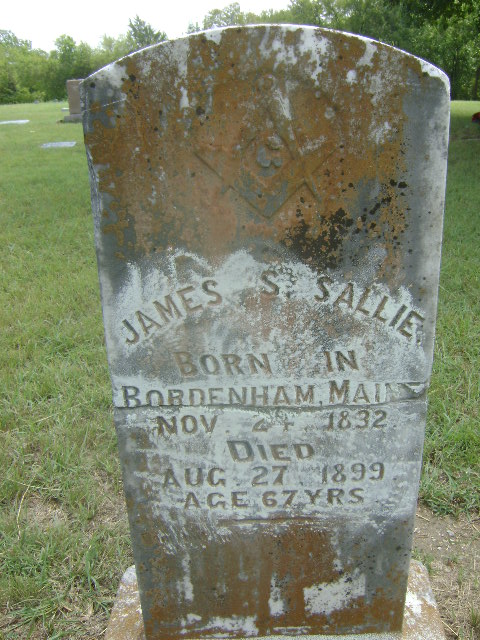 JAMES S. SALLIE
BORN IN
BORDENHAM, MAINE
NOV. 24 1832
DIED
AUG. 27. 1899
AGE 67 YRS